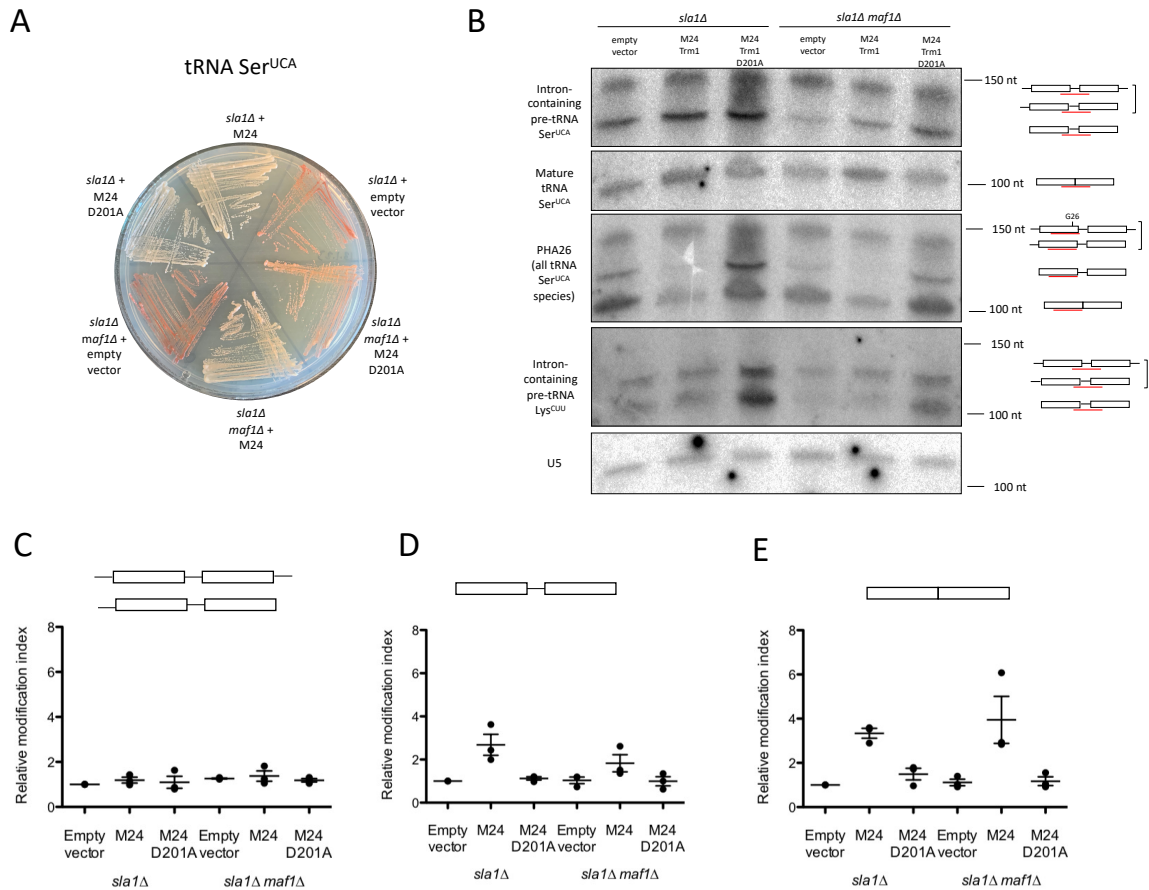 A
tRNA Ser^UCA
sla1Δ +
M24
sla1Δ +
M24
D201A
sla1Δ +
empty
vector
sla1Δ
maf1Δ +
empty
vector
sla1Δ
maf1Δ +
M24
D201A
sla1Δ
maf1Δ +
M24
B
sla1Δ
sla1Δ maf1Δ
empty
vector
M24
Trm1
M24
Trm1
D201A
empty
vector
M24
Trm1
M24
Trm1
D201A
Intron-
containing
pre-tRNA
Ser^UCA
150 nt
Mature
tRNA
Ser^UCA
100 nt
PHA26
(all tRNA
Ser^UCA
species)
150 nt
100 nt
G26
Intron-
containing
pre-tRNA
Lys^CUU
150 nt
100 nt
U5
100 nt
C
Relative modification index
8
6
4
2
0
Empty
vector
M24
M24
D201A
Empty
vector
M24
M24
D201A
sla1Δ
sla1Δ maf1Δ
D
Relative modification index
8
6
4
2
0
Empty
vector
M24
M24
D201A
Empty
vector
M24
M24
D201A
sla1Δ
sla1Δ maf1Δ
E
Relative modification index
8
6
4
2
0
Empty
vector
M24
M24
D201A
Empty
vector
M24
M24
D201A
sla1Δ
sla1Δ maf1Δ